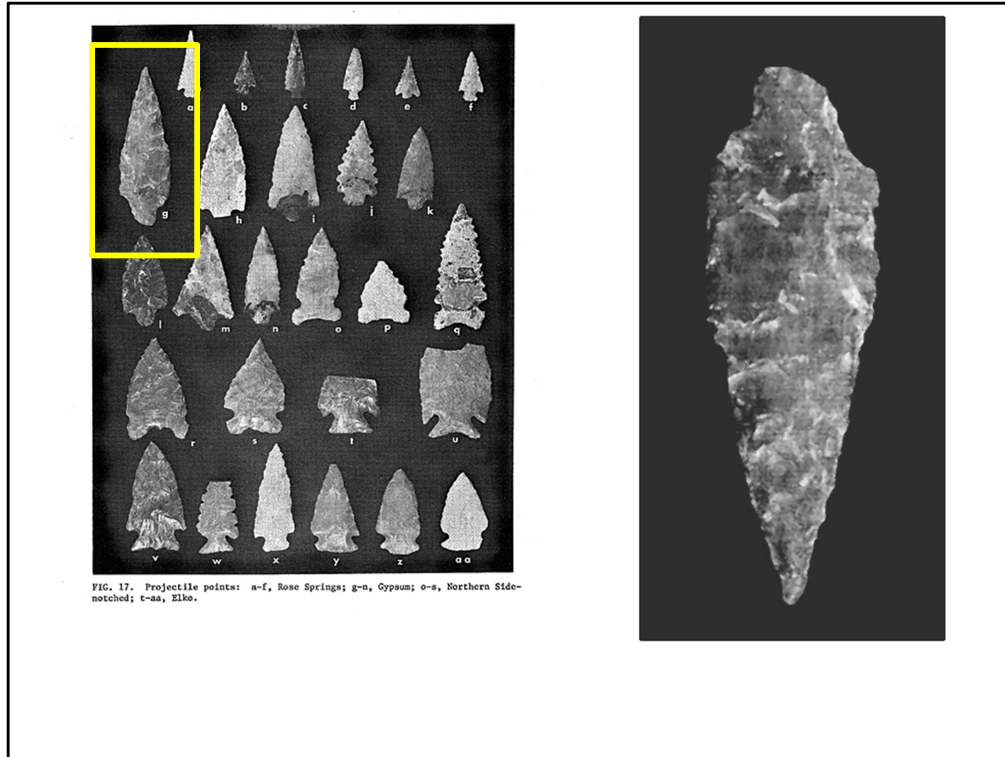 a b c d e f
g h i j k
l m n o p q
r s t u
v w x y z aa
FIG. 17. Projectile points: a-f, Rose Springs; g-n, Gypsum; o-s, Northern Side-
notched; t-aa, Elko.